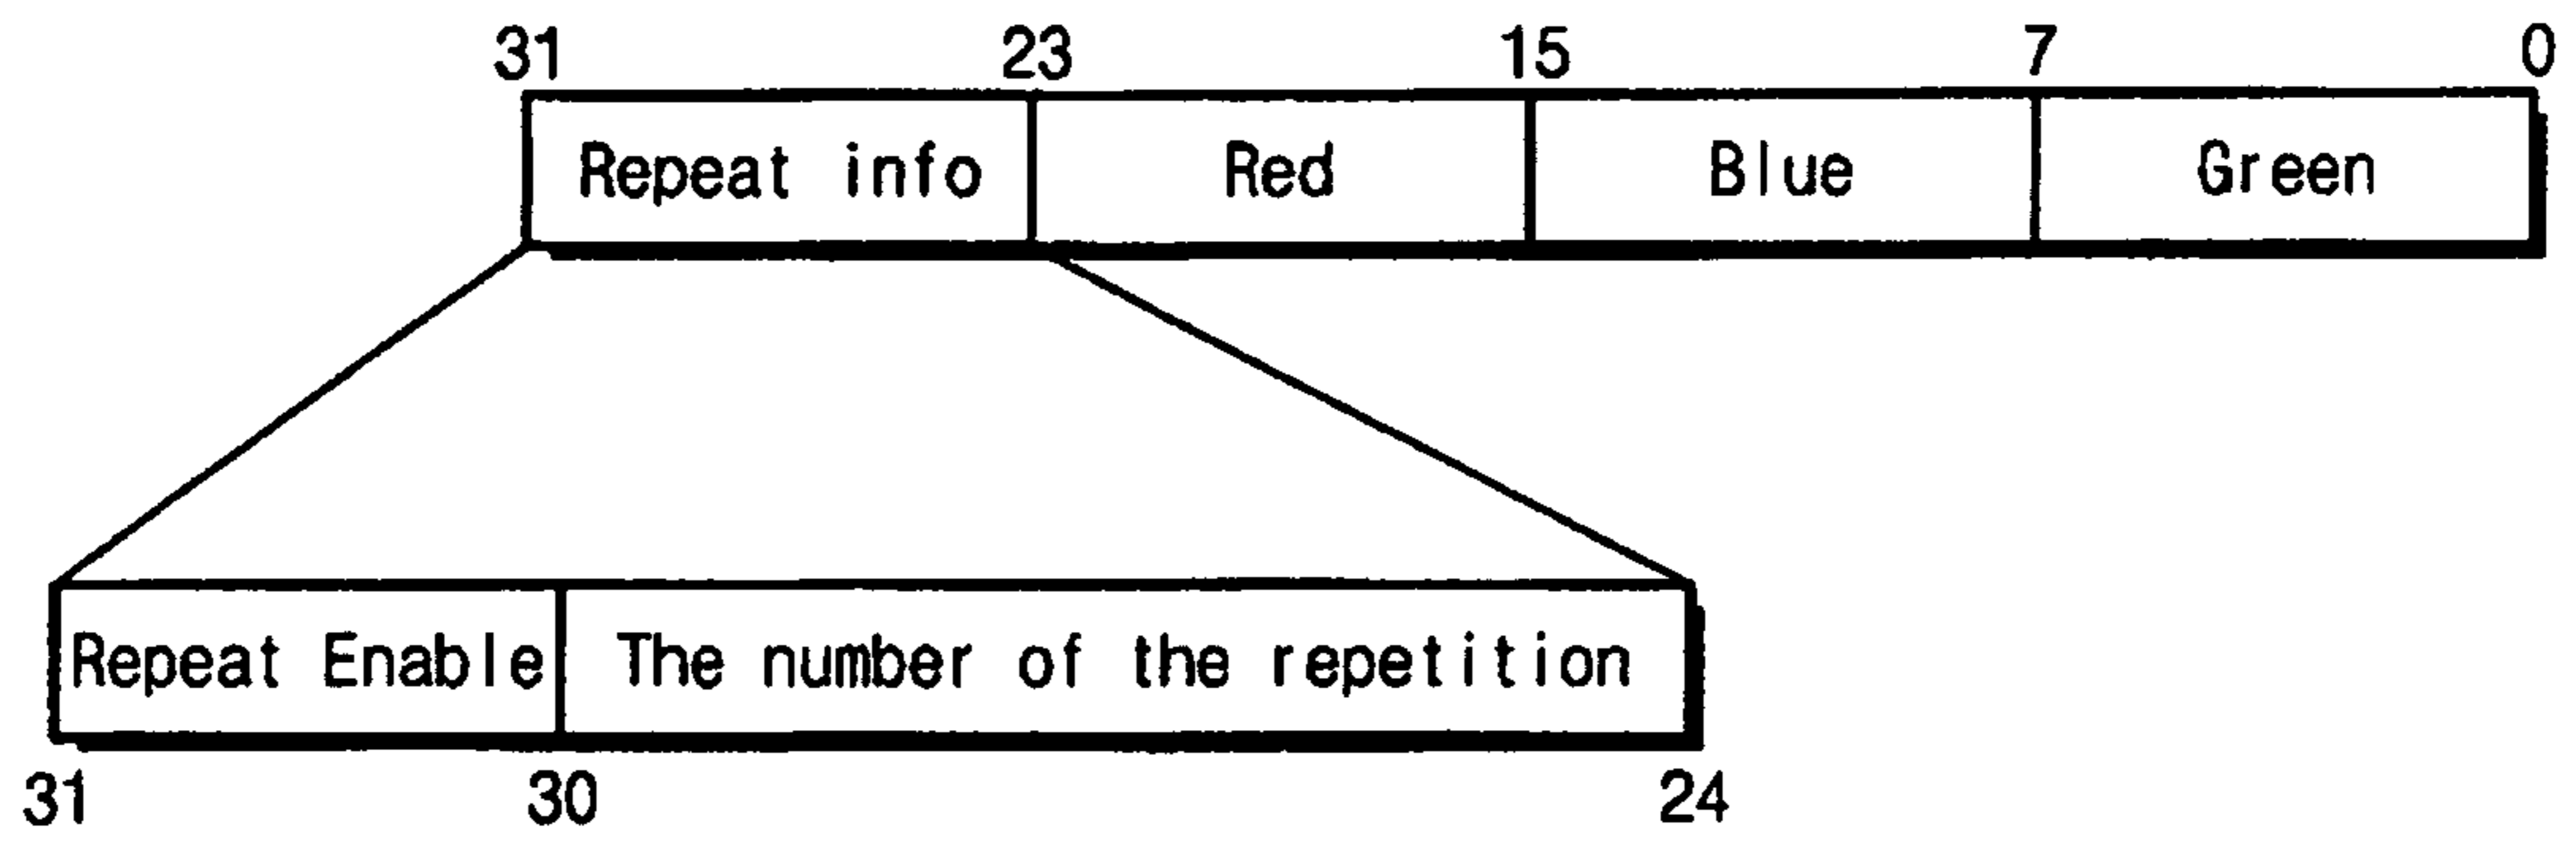 31 23 15 7 0
Repeat info Red Blue Green
Repeat Enable The number of the repetition
31 30 24